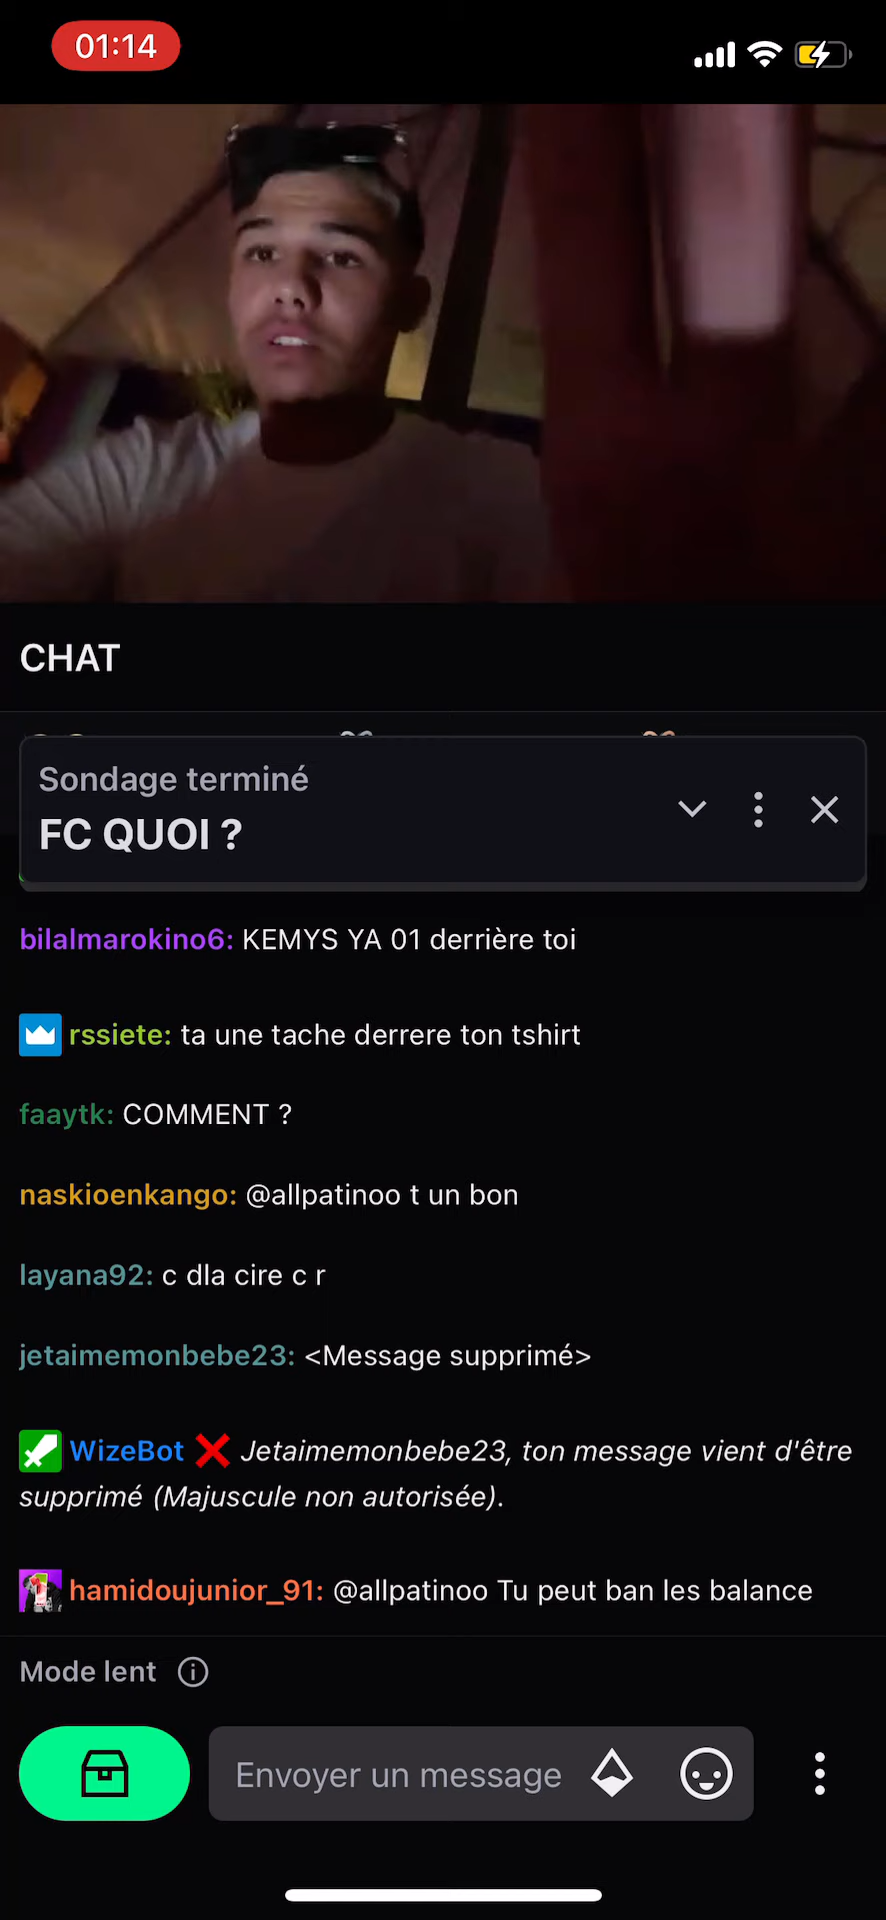 01:14
CHAT
Sondage terminé
FC QUOI ?
bilalmarokino6: KEMYS YA 01 derrière toi
rssiete: ta une tache derrere ton tshirt
faaytk: COMMENT ?
naskioenkango: @allpatinoo t un bon
layana92: c dla cire c r
jetaimemonbebe23: <Message supprimé>
WizeBot ❌ Jetaimemonbebe23, ton message vient d'être
supprimé (Majuscule non autorisée).
hamidoujunior_91: @allpatinoo Tu peut ban les balance
Mode lent
Envoyer un message